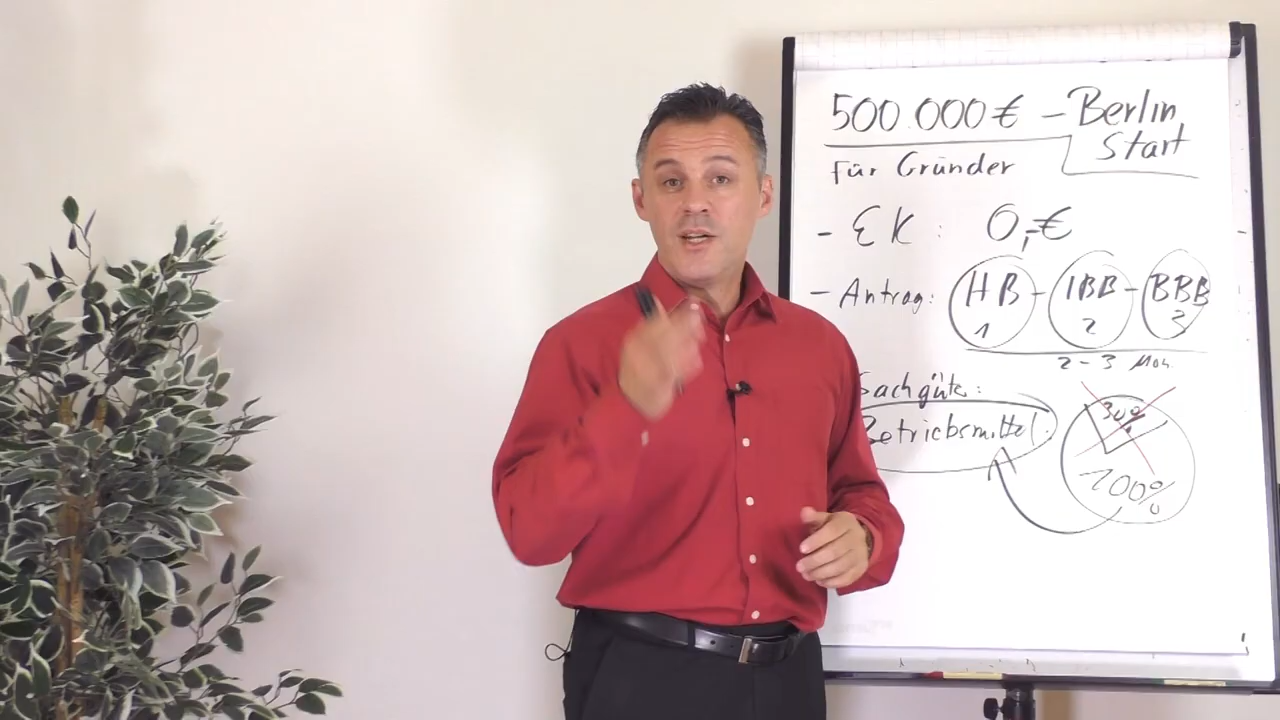 500.000 € – Berlin
Start
Für Gründer
- EK : 0,- €
- Antrag: HB - IBB - BBB
1 2 3
2 - 3 Mon.
Sachgüter:
Betriebsmittel
30%
100%